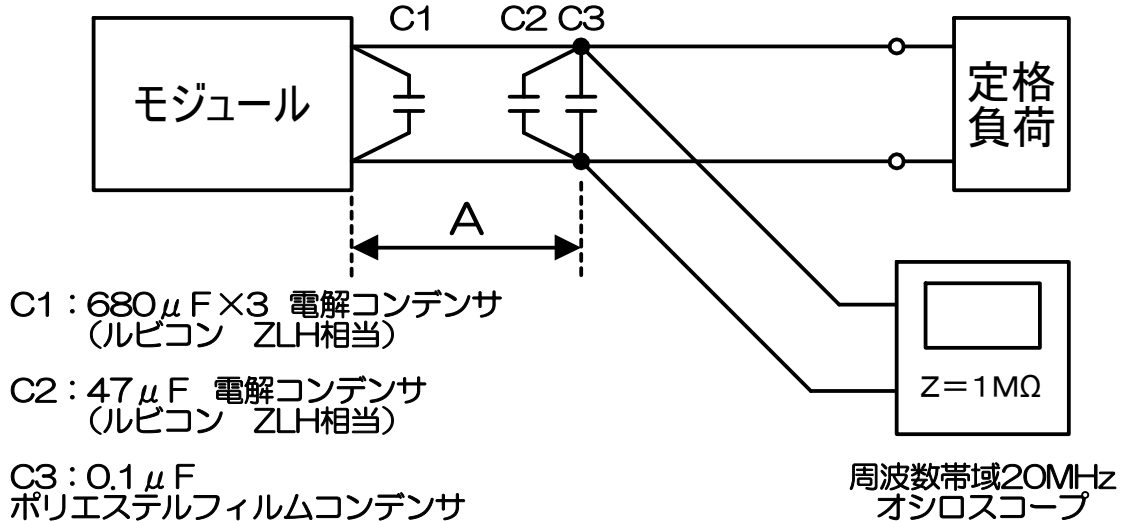 C1 C2 C3
モジュール
定格
負荷
A
C1：680μF×3 電解コンデンサ
（ルビコン ZLH相当）
C2：47μF 電解コンデンサ
（ルビコン ZLH相当）
C3：0.1μF
ポリエステルフィルムコンデンサ
Z＝1MΩ
周波数帯域20MHz
オシロスコープ